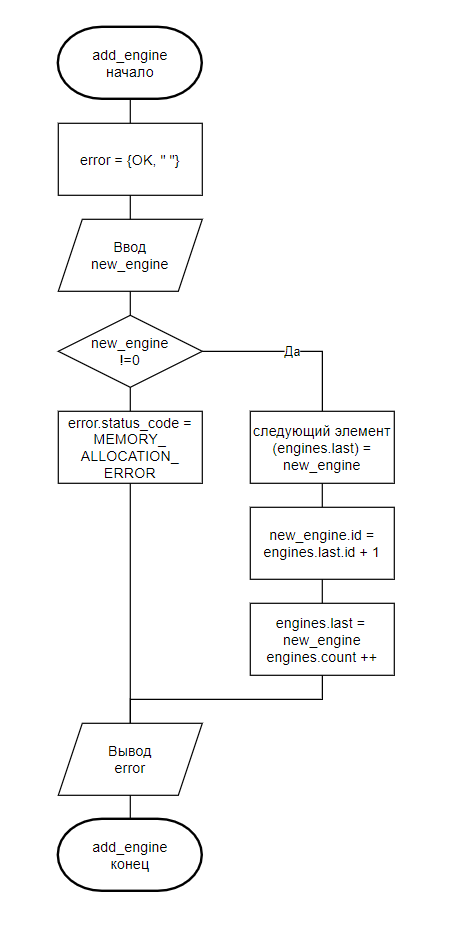 add_engine
начало
error = {OK, " "}
Ввод
new_engine
new_engine
!=0
Да
error.status_code =
MEMORY_
ALLOCATION_
ERROR
следующий элемент
(engines.last) =
new_engine
new_engine.id =
engines.last.id + 1
engines.last =
new_engine
engines.count ++
Вывод
error
add_engine
конец